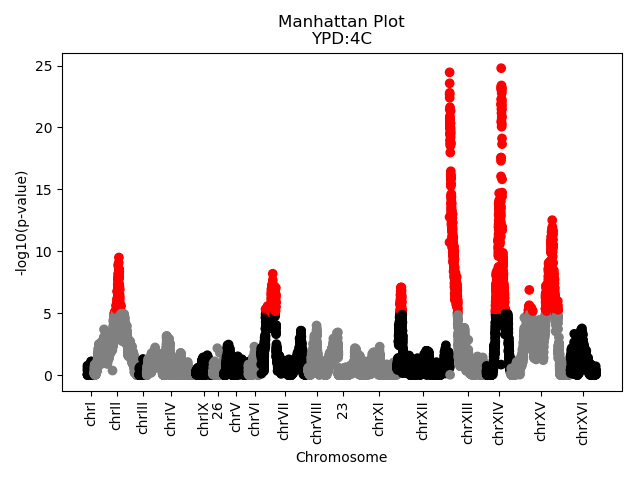 Manhattan Plot
YPD:4C
25
20
15
10
5
0
-log10(p-value)
chrI
chrII
chrIII
chrIV
chrIX
26
chrV
chrVI
chrVII
chrVIII
23
chrXI
chrXII
chrXIII
chrXIV
chrXV
chrXVI
Chromosome